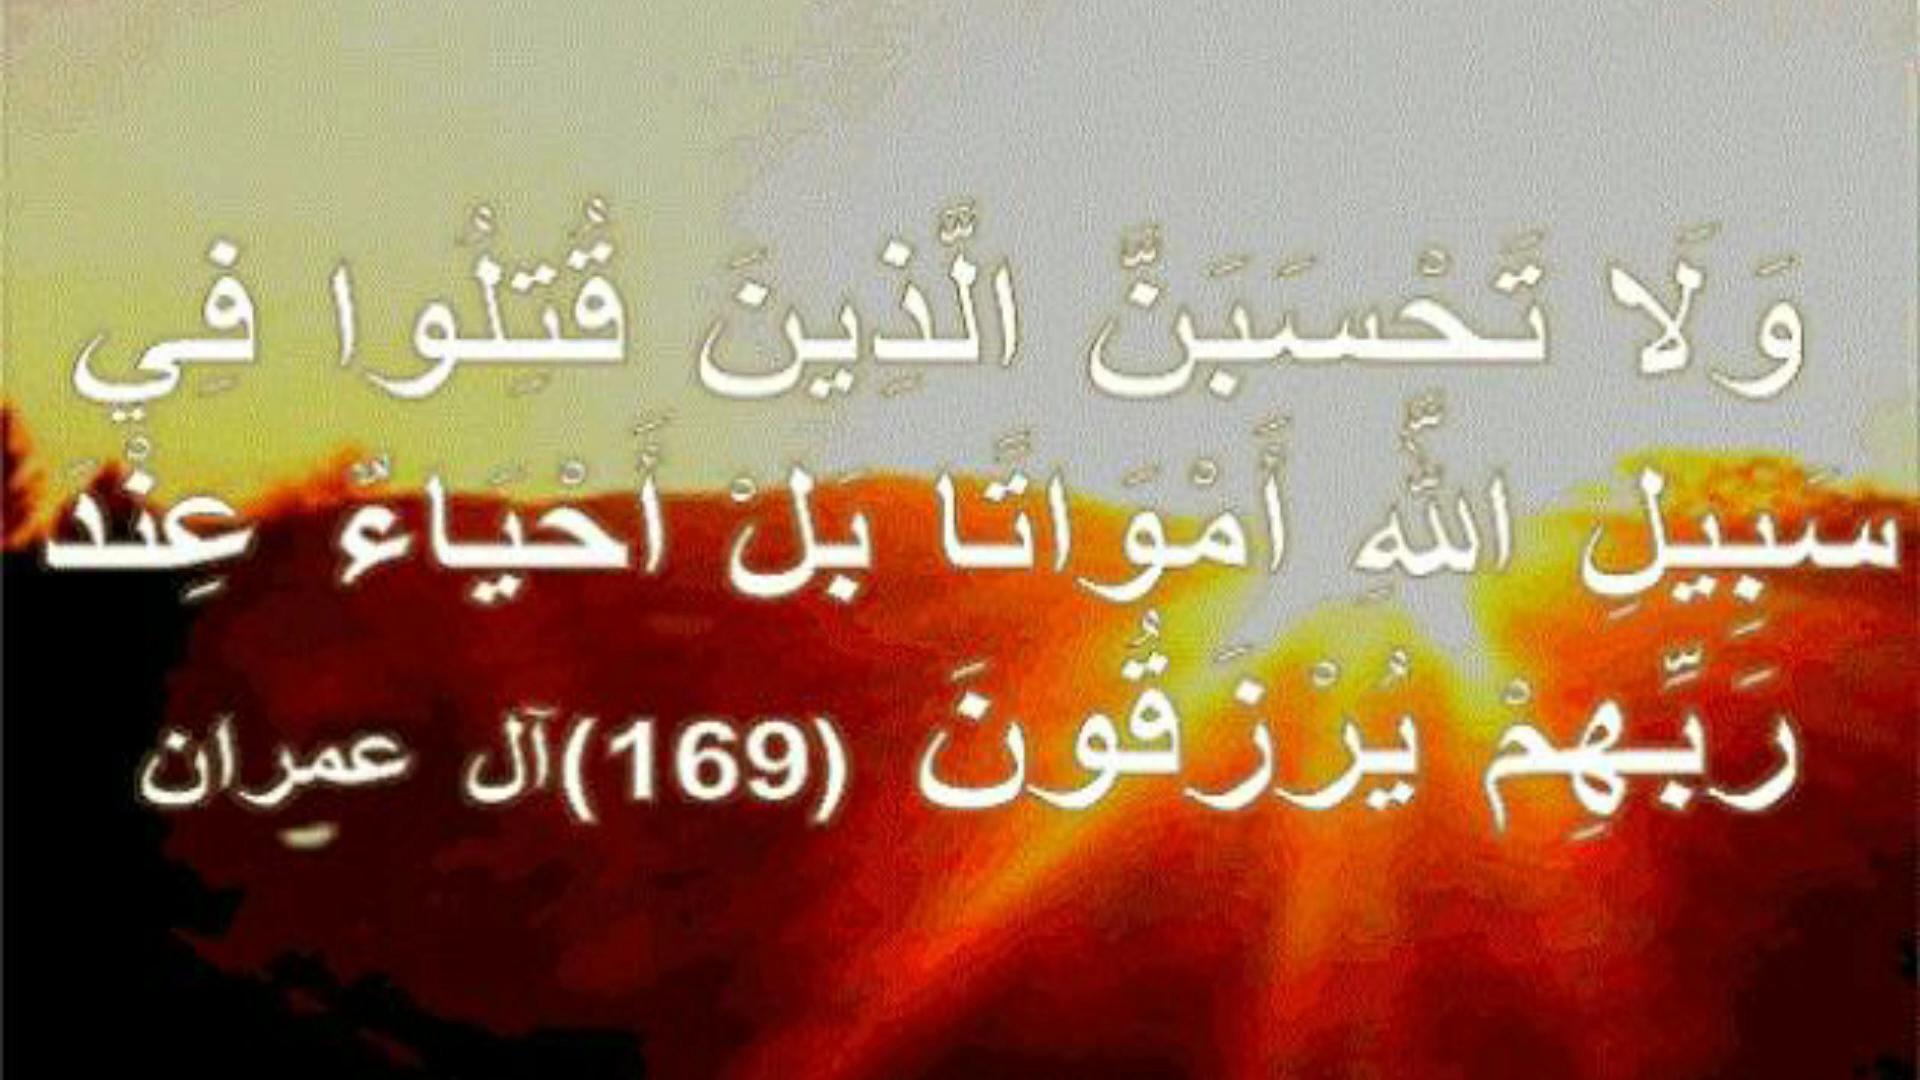 وَلَا تَحْسَبَنَّ الَّذِينَ قُتِلُوا فِي
سَبِيلِ اللَّهِ أَمْوَاتًا بَلْ أَحْيَاءٌ عِنْدَ
رَبِّهِمْ يُرْزَقُونَ (169)آل عمران